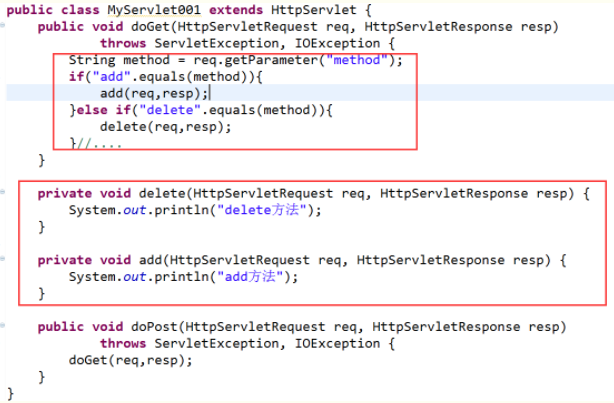 public class MyServlet001 extends HttpServlet {
    public void doGet(HttpServletRequest req, HttpServletResponse resp)
            throws ServletException, IOException {
        String method = req.getParameter("method");
        if("add".equals(method)){
            add(req,resp);
        }else if("delete".equals(method)){
            delete(req,resp);
        }//....
    }
    private void delete(HttpServletRequest req, HttpServletResponse resp) {
        System.out.println("delete方法");
    }
    private void add(HttpServletRequest req, HttpServletResponse resp) {
        System.out.println("add方法");
    }
    public void doPost(HttpServletRequest req, HttpServletResponse resp)
            throws ServletException, IOException {
        doGet(req,resp);
    }
}